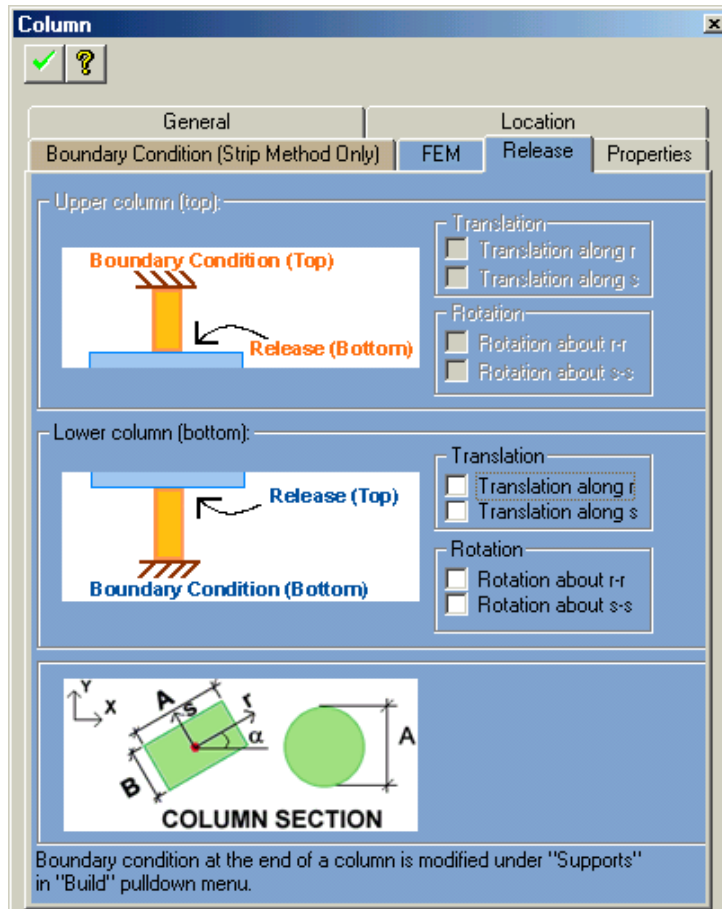 Column
General
Location
Boundary Condition (Strip Method Only)
FEM
Release
Properties
Upper column (top):
Boundary Condition (Top)
Release (Bottom)
Translation
Translation along r
Translation along s
Rotation
Rotation about r-r
Rotation about s-s
Lower column (bottom):
Release (Top)
Boundary Condition (Bottom)
Translation
Translation along r
Translation along s
Rotation
Rotation about r-r
Rotation about s-s
Y
X
A
s
r
α
B
A
COLUMN SECTION
Boundary condition at the end of a column is modified under "Supports"
in "Build" pulldown menu.